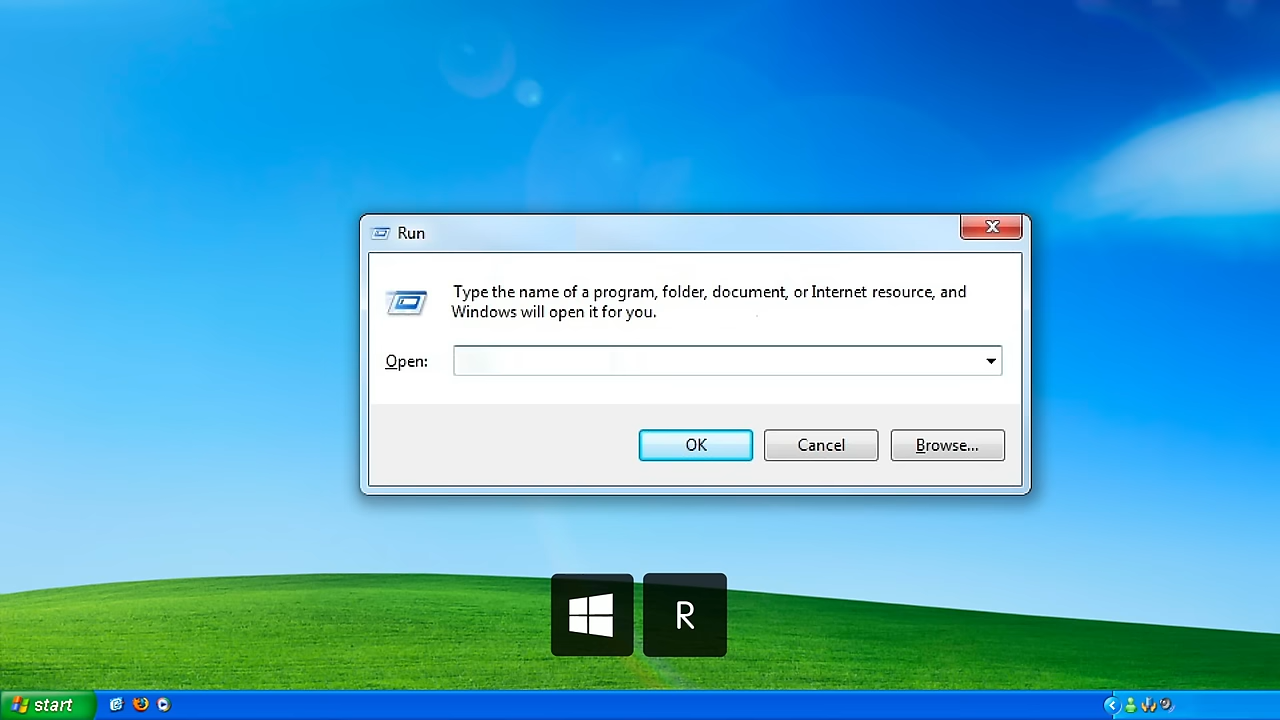 Run
Type the name of a program, folder, document, or Internet resource, and
Windows will open it for you.
Open:
OK
Cancel
Browse...
R
start